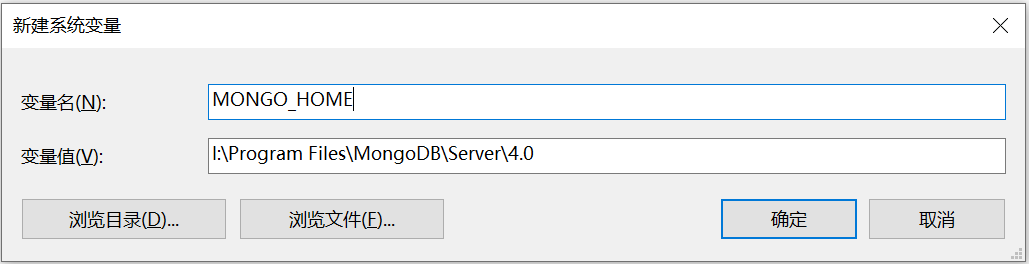 新建系统变量
变量名(N):
MONGO_HOME
变量值(V):
I:\Program Files\MongoDB\Server\4.0
浏览目录(D)...
浏览文件(F)...
确定
取消